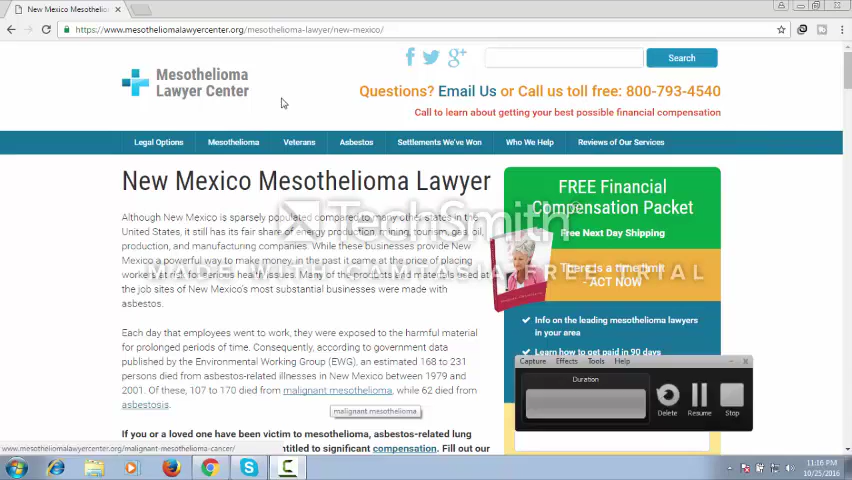 New Mexico Mesothelio
https://www.mesotheliomalawyercenter.org/mesothelioma-lawyer/new-mexico/
Mesothelioma
Lawyer Center
Search
Questions? Email Us or Call us toll free: 800-793-4540
Call to learn about getting your best possible financial compensation
Legal Options Mesothelioma Veterans Asbestos Settlements We've Won Who We Help Reviews of Our Services
New Mexico Mesothelioma Lawyer
Although New Mexico is sparsely populated compared to many other states in the
United States, it still has its fair share of energy production mining, tourism, gas, oil,
production, and manufacturing companies. While these businesses provide New
Mexico a powerful way to make money, in the past it came at the price of placing
workers at risk for serious health issues. Many of the products and materials used at
the job sites of New Mexico's most substantial businesses were made with
asbestos.
Each day that employees went to work, they were exposed to the harmful material
for prolonged periods of time. Consequently, according to government data
published by the Environmental Working Group (EWG), an estimated 168 to 231
persons died from asbestos-related illnesses in New Mexico between 1979 and
2001. Of these, 107 to 170 died from malignant mesothelioma, while 62 died from
asbestosis.
malignant mesothelioma
If you or a loved one have been victim to mesothelioma, asbestos-related lung
entitled to significant compensation. Fill out our
www.mesotheliomalawyercenter.org/malignant-mesothelioma-cancer/
FREE Financial
Compensation Packet
Free Next Day Shipping
There is a time limit
- ACT NOW
Info on the leading mesothelioma lawyers
in your area
Learn how to get paid in 90 days
TechSmith
MADE WITH CAMTASIA FREE TRIAL
Capture Effects Tools Help
Duration
Delete Resume Stop
11:16 PM
10/25/2016